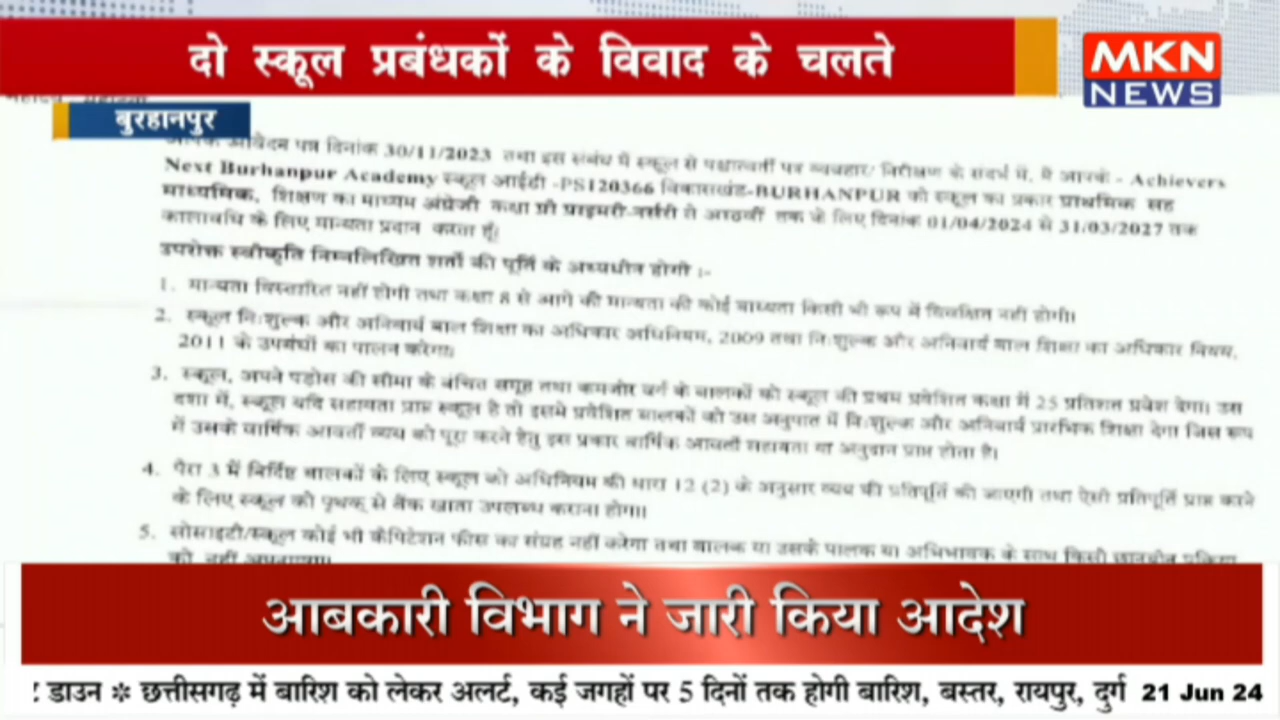 दो स्कूल प्रबंधकों के विवाद के चलते
MKN
NEWS
बुरहानपुर
आवेदन पत्र दिनांक 30/11/2023 तथा इस संबंध में स्कूल से पश्चात्वर्ती पत्र व्यवहार/ निरीक्षण के संदर्भ में, मै आरके - Achievers
Next Burhanpur Academy स्कूल आईडी -PS120366 विकासखंड-BURHANPUR को स्कूल का प्रकार प्राथमिक सह
माध्यमिक, शिक्षण का माध्यम अंग्रेजी कक्षा प्री प्राइमरी-नर्सरी से आठवीं तक के लिए दिनांक 01/04/2024 से 31/03/2027 तक
कालावधि के लिए मान्यता प्रदान करता हूँ|
उपरोक्त स्वीकृति निम्नलिखित शर्तों की पूर्ति के अध्यधीन होगी :-
1. मान्यता विस्तारित नहीं होगी तथा कक्षा 8 से आगे की मान्यता की कोई बाध्यता किसी भी रूप में विवक्षित नहीं होगी।
2. स्कूल नि:शुल्क और अनिवार्य बाल शिक्षा का अधिकार अधिनियम, 2009 तथा नि:शुल्क और अनिवार्य बाल शिक्षा का अधिकार नियम,
2011 के उपबंधों का पालन करेगा।
3. स्कूल, अपने पड़ोस की सीमा के वंचित समूह तथा कमजोर वर्ग के बालकों को स्कूल की प्रथम प्रवेशित कक्षा में 25 प्रतिशत प्रवेश देगा। उस
दशा में, स्कूल यदि सहायता प्राप्त स्कूल है तो इसमे प्रवेशित बालकों को उस अनुपात में नि:शुल्क और अनिवार्य प्रारंभिक शिक्षा देगा जिस रूप
में उसके वार्षिक आवर्ती व्यय को पूरा करने हेतु इस प्रकार वार्षिक आवर्ती सहायता या अनुदान प्राप्त होता है।
4. पैरा 3 में निर्दिष्ट बालकों के लिए स्कूल को अधिनियम की धारा 12 (2) के अनुसार व्यय की प्रतिपूर्ति की जाएगी तथा ऐसी प्रतिपूर्ति प्राप्त करने
के लिए स्कूल को पृथक् से बैंक खाता उपलब्ध कराना होगा।
5. सोसाइटी/स्कूल कोई भी कैपिटेशन फीस का संग्रह नहीं करेगा तथा बालक या उसके पालक या अभिभावक के साथ किसी छानबीन प्रक्रिया
को नहीं अपनाएगा।
आबकारी विभाग ने जारी किया आदेश
डाउन ❇ छत्तीसगढ़ में बारिश को लेकर अलर्ट, कई जगहों पर 5 दिनों तक होगी बारिश, बस्तर, रायपुर, दुर्ग 21 Jun 24